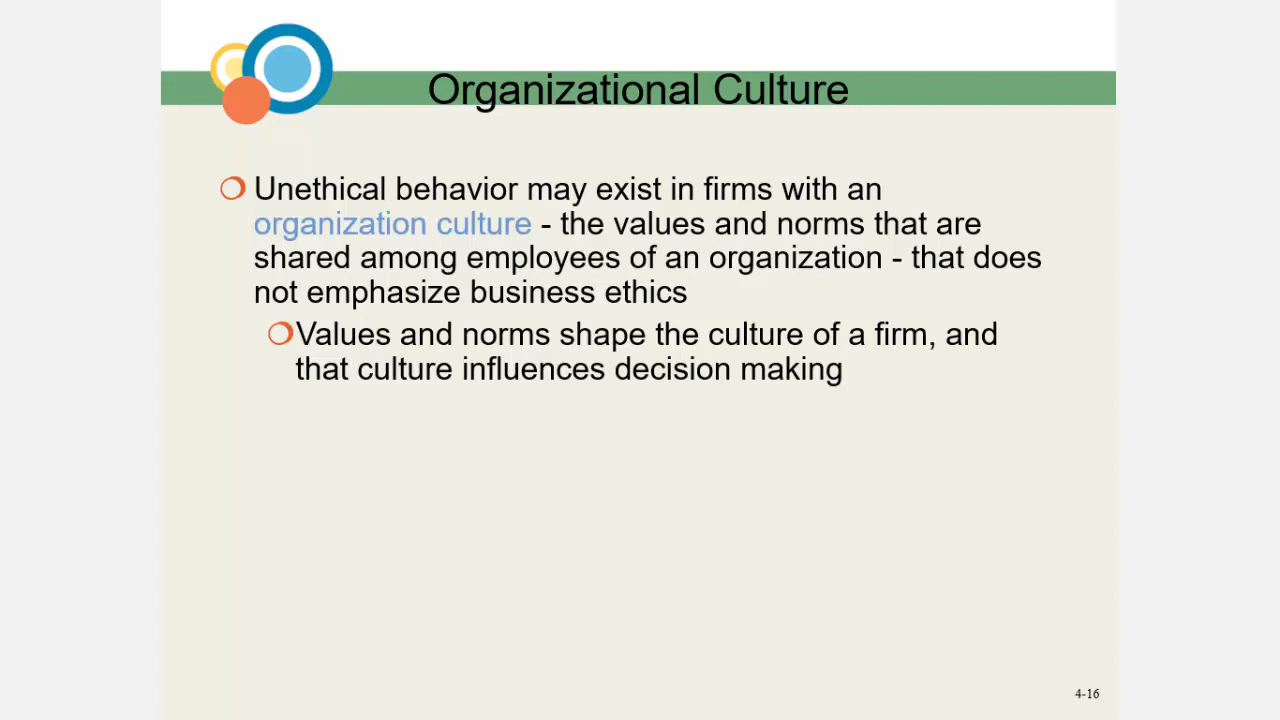 Organizational Culture
Unethical behavior may exist in firms with an
organization culture - the values and norms that are
shared among employees of an organization - that does
not emphasize business ethics
Values and norms shape the culture of a firm, and
that culture influences decision making
4-16